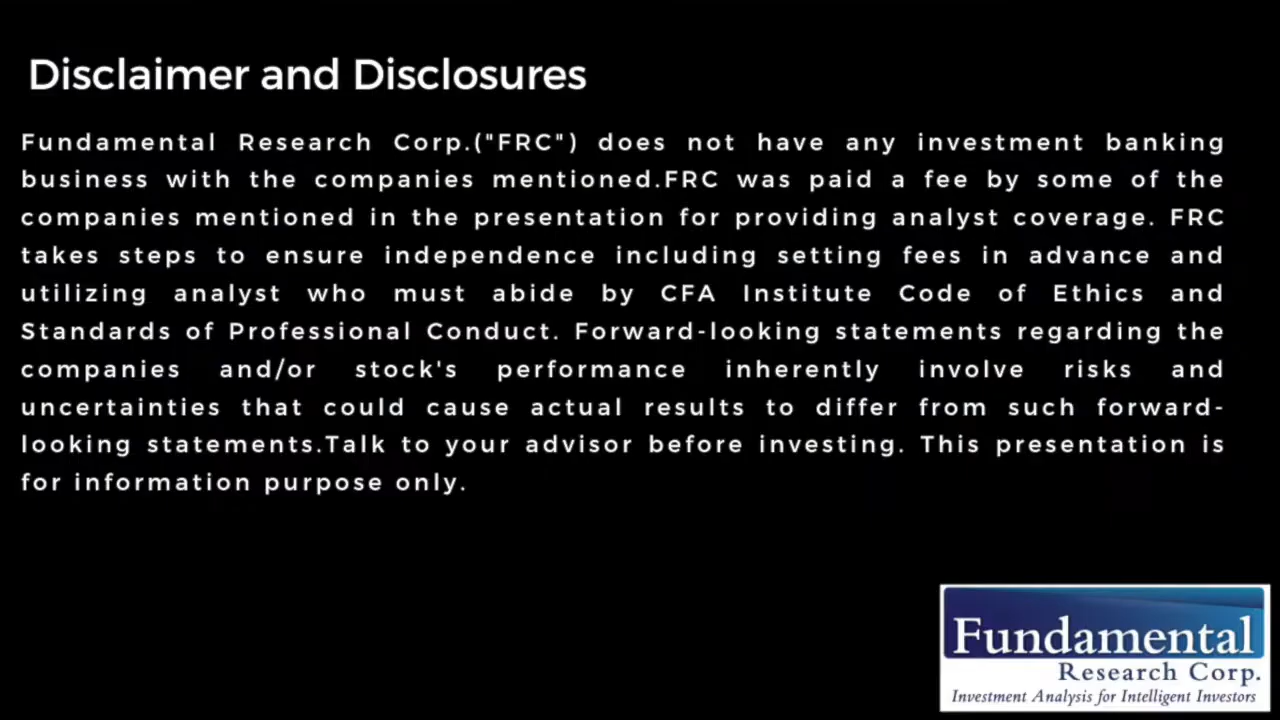 Disclaimer and Disclosures
Fundamental Research Corp.("FRC") does not have any investment banking
business with the companies mentioned.FRC was paid a fee by some of the
companies mentioned in the presentation for providing analyst coverage. FRC
takes steps to ensure independence including setting fees in advance and
utilizing analyst who must abide by CFA Institute Code of Ethics and
Standards of Professional Conduct. Forward-looking statements regarding the
companies and/or stock's performance inherently involve risks and
uncertainties that could cause actual results to differ from such forward-
looking statements.Talk to your advisor before investing. This presentation is
for information purpose only.
Fundamental
Research Corp.
Investment Analysis for Intelligent Investors